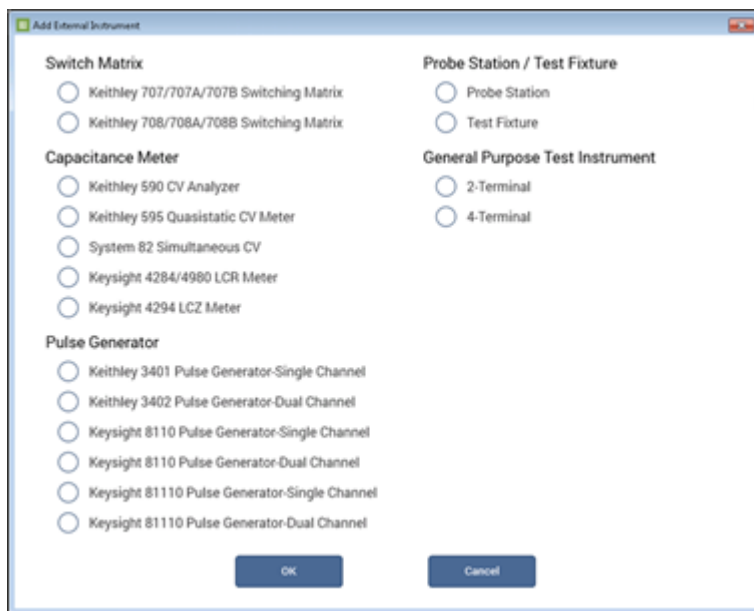 Add External Instrument
Switch Matrix
Keithley 707/707A/707B Switching Matrix
Keithley 708/708A/708B Switching Matrix
Capacitance Meter
Keithley 590 CV Analyzer
Keithley 595 Quasistatic CV Meter
System 82 Simultaneous CV
Keysight 4284/4980 LCR Meter
Keysight 4294 LCZ Meter
Pulse Generator
Keithley 3401 Pulse Generator-Single Channel
Keithley 3402 Pulse Generator-Dual Channel
Keysight 8110 Pulse Generator-Single Channel
Keysight 8110 Pulse Generator-Dual Channel
Keysight 81110 Pulse Generator-Single Channel
Keysight 81110 Pulse Generator-Dual Channel
Probe Station / Test Fixture
Probe Station
Test Fixture
General Purpose Test Instrument
2-Terminal
4-Terminal
OK
Cancel